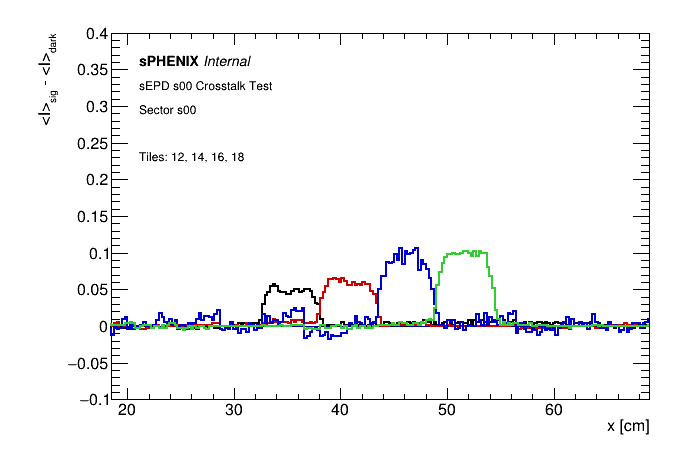 <I>sig - <I>dark
0.4
0.35
0.3
0.25
0.2
0.15
0.1
0.05
0
−0.05
−0.1
sPHENIX Internal
sEPD s00 Crosstalk Test
Sector s00
Tiles: 12, 14, 16, 18
20 30 40 50 60
x [cm]